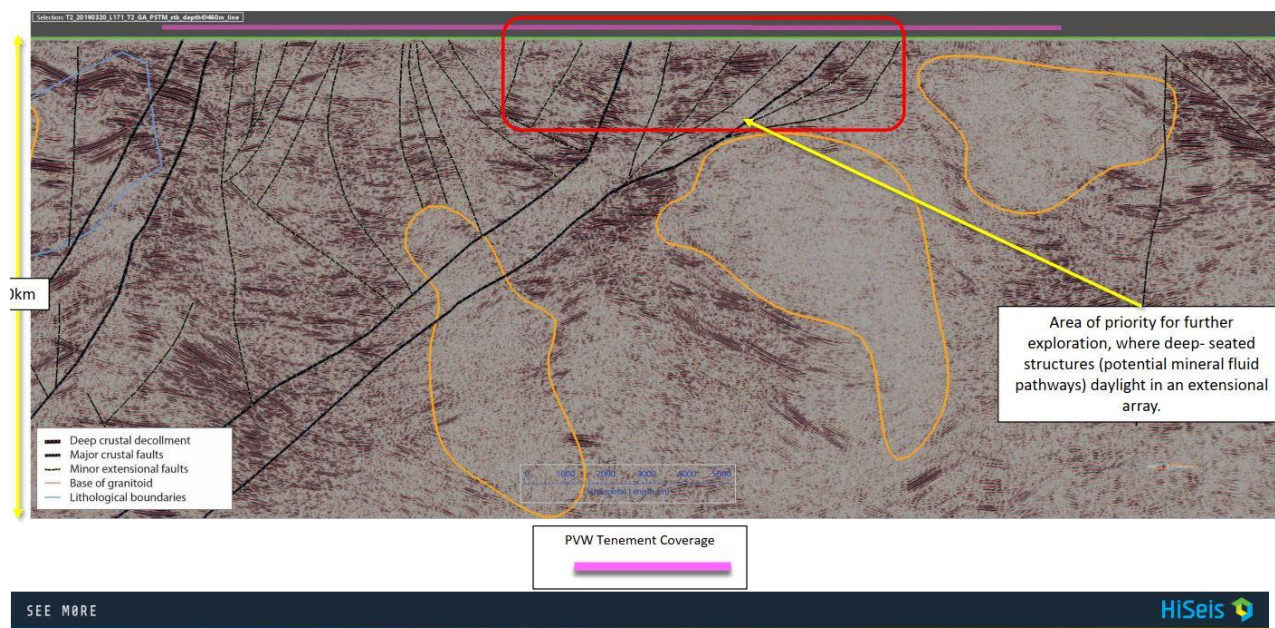 Selection: T2_20190320_L171_T2_GA_PSTM_stk_depth@460m_line
0km
Area of priority for further
exploration, where deep- seated
structures (potential mineral fluid
pathways) daylight in an extensional
array.
Deep crustal decollment
Major crustal faults
Minor extensional faults
Base of granitoid
Lithological boundaries
0 1000 2000 3000 4000 5000
Horizontal Length (m)
PVW Tenement Coverage
SEE MORE
HiSeis